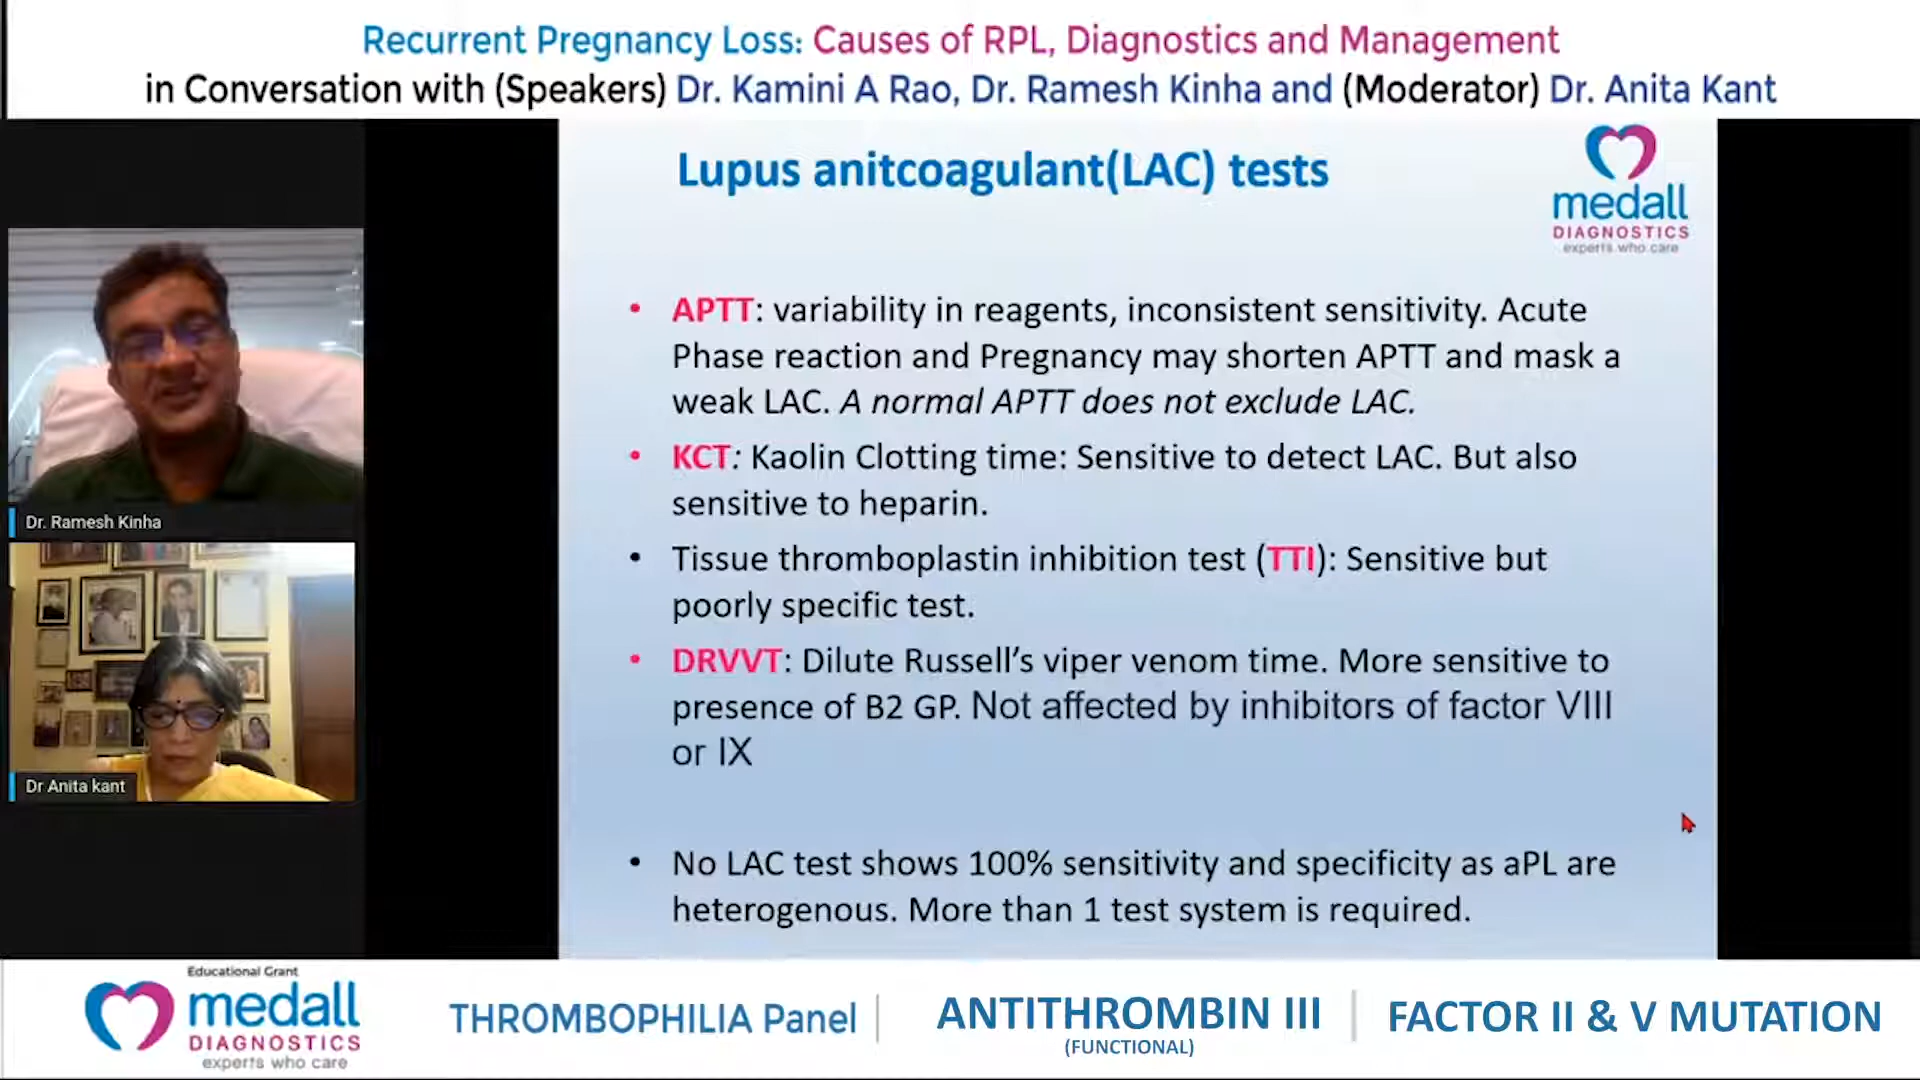 Recurrent Pregnancy Loss: Causes of RPL, Diagnostics and Management
in Conversation with (Speakers) Dr. Kamini A Rao, Dr. Ramesh Kinha and (Moderator) Dr. Anita Kant
Lupus anitcoagulant(LAC) tests
medall
DIAGNOSTICS
experts who care
• APTT: variability in reagents, inconsistent sensitivity. Acute
Phase reaction and Pregnancy may shorten APTT and mask a
weak LAC. A normal APTT does not exclude LAC.
• KCT: Kaolin Clotting time: Sensitive to detect LAC. But also
sensitive to heparin.
• Tissue thromboplastin inhibition test (TTI): Sensitive but
poorly specific test.
• DRVVT: Dilute Russell’s viper venom time. More sensitive to
presence of B2 GP. Not affected by inhibitors of factor VIII
or IX
• No LAC test shows 100% sensitivity and specificity as aPL are
heterogenous. More than 1 test system is required.
Dr. Ramesh Kinha
Dr Anita kant
Educational Grant
medall
DIAGNOSTICS
experts who care
THROMBOPHILIA Panel
ANTITHROMBIN III
(FUNCTIONAL)
FACTOR II & V MUTATION